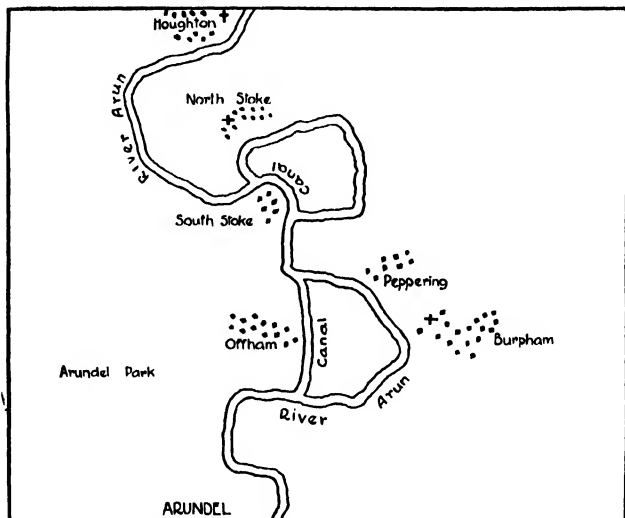 Houghton
RIVER ARUN
North Stoke
Canal
South Stoke
Peppering
Offham
Canal
Burpham
Arundel Park
River Arun
ARUNDEL